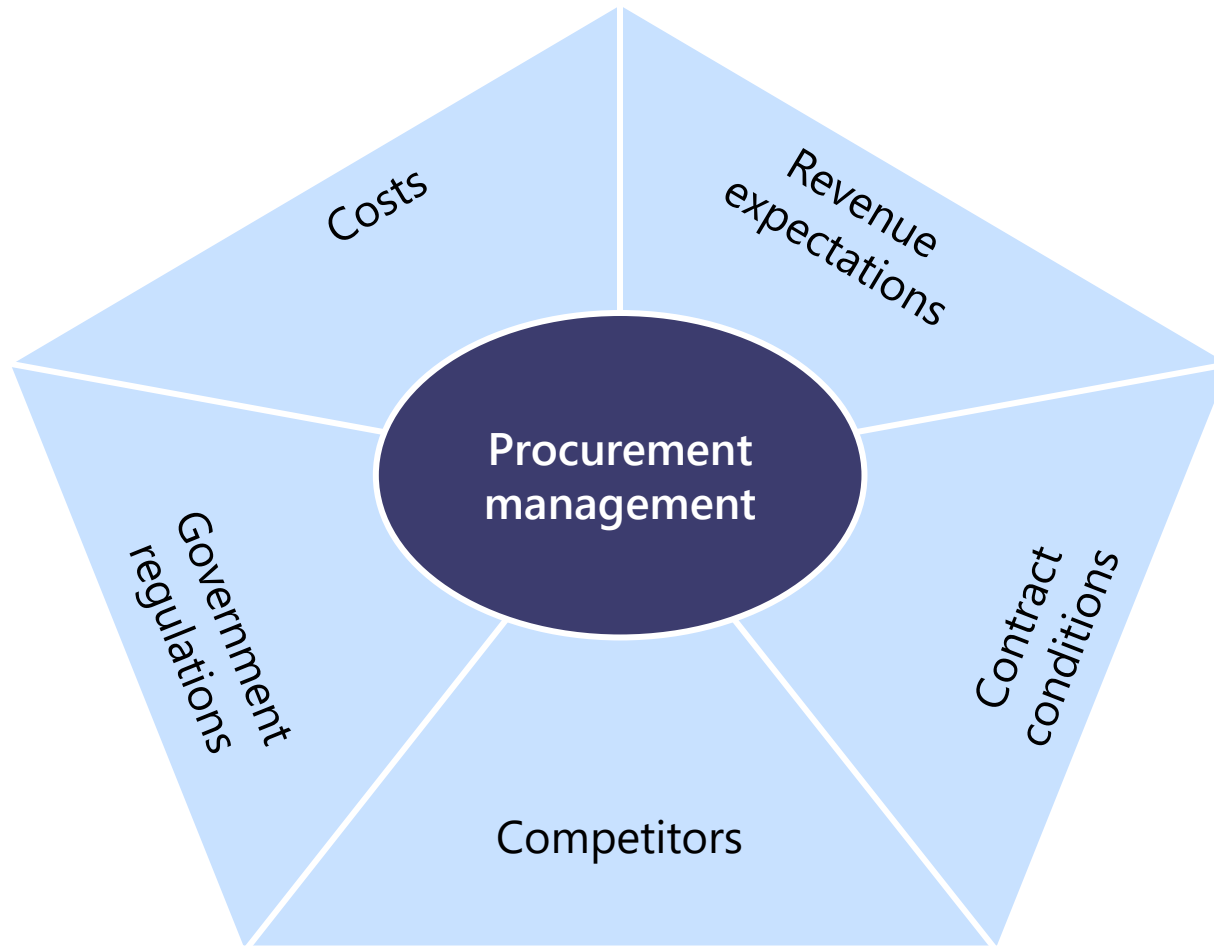 Costs
Revenue
expectations
Procurement
management
Government
regulations
Contract
conditions
Competitors